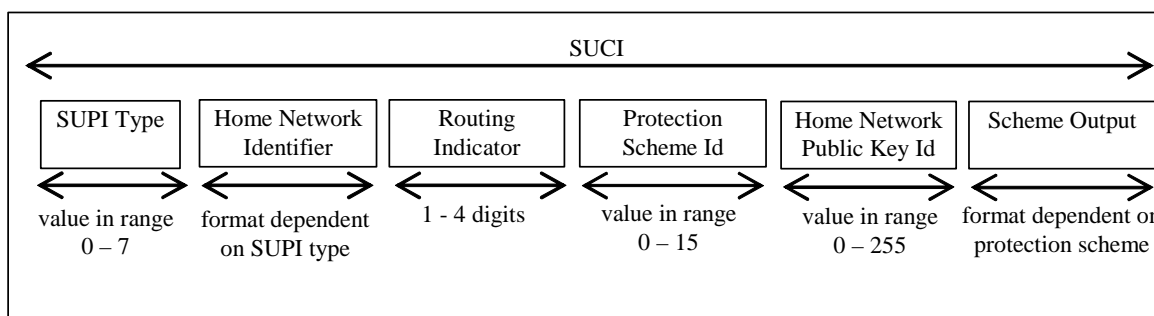 SUCI
SUPI Type
Home Network
Identifier
Routing
Indicator
Protection
Scheme Id
Home Network
Public Key Id
Scheme Output
value in range
0 – 7
format dependent
on SUPI type
1 - 4 digits
value in range
0 – 15
value in range
0 – 255
format dependent on
protection scheme